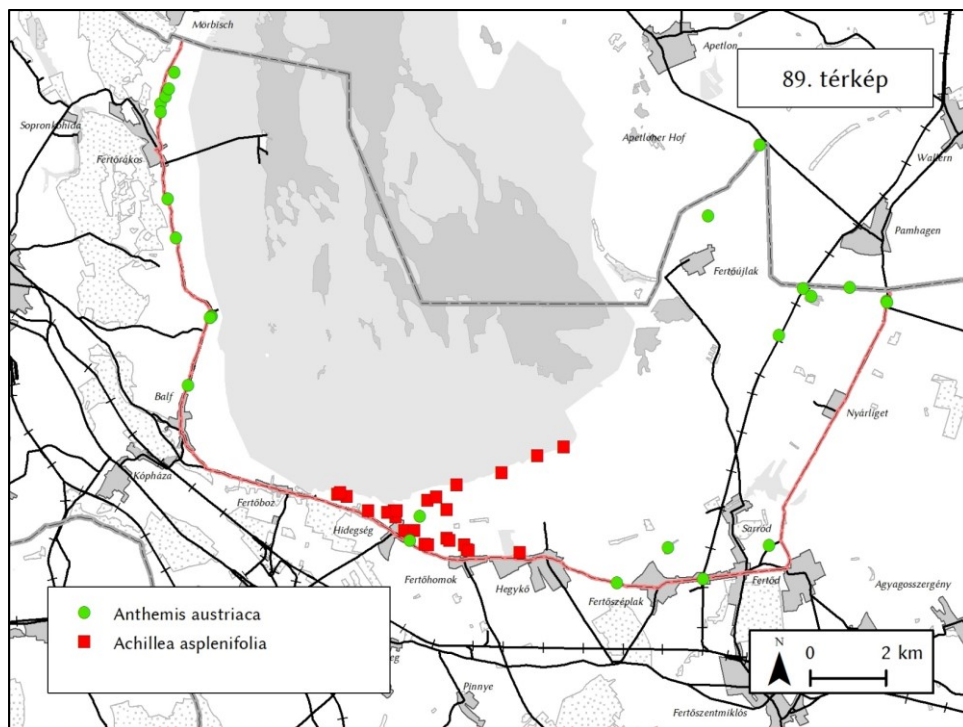 Mörbisch
Apetlon
89. térkép
Sopronkőhida
Apetloner Hof
Fertőrákos
Wallern
Pamhagen
Fertőújlak
Balf
Nyárliget
Kópháza
Fertőboz
Hidegség
Sarród
Fertőhomok
Hegykő
Fertőszéplak
Fertőd
Agyagosszergény
Anthemis austriaca
Achillea asplenifolia
eg
Pinnye
Fertőszentmiklós
N
0 2 km